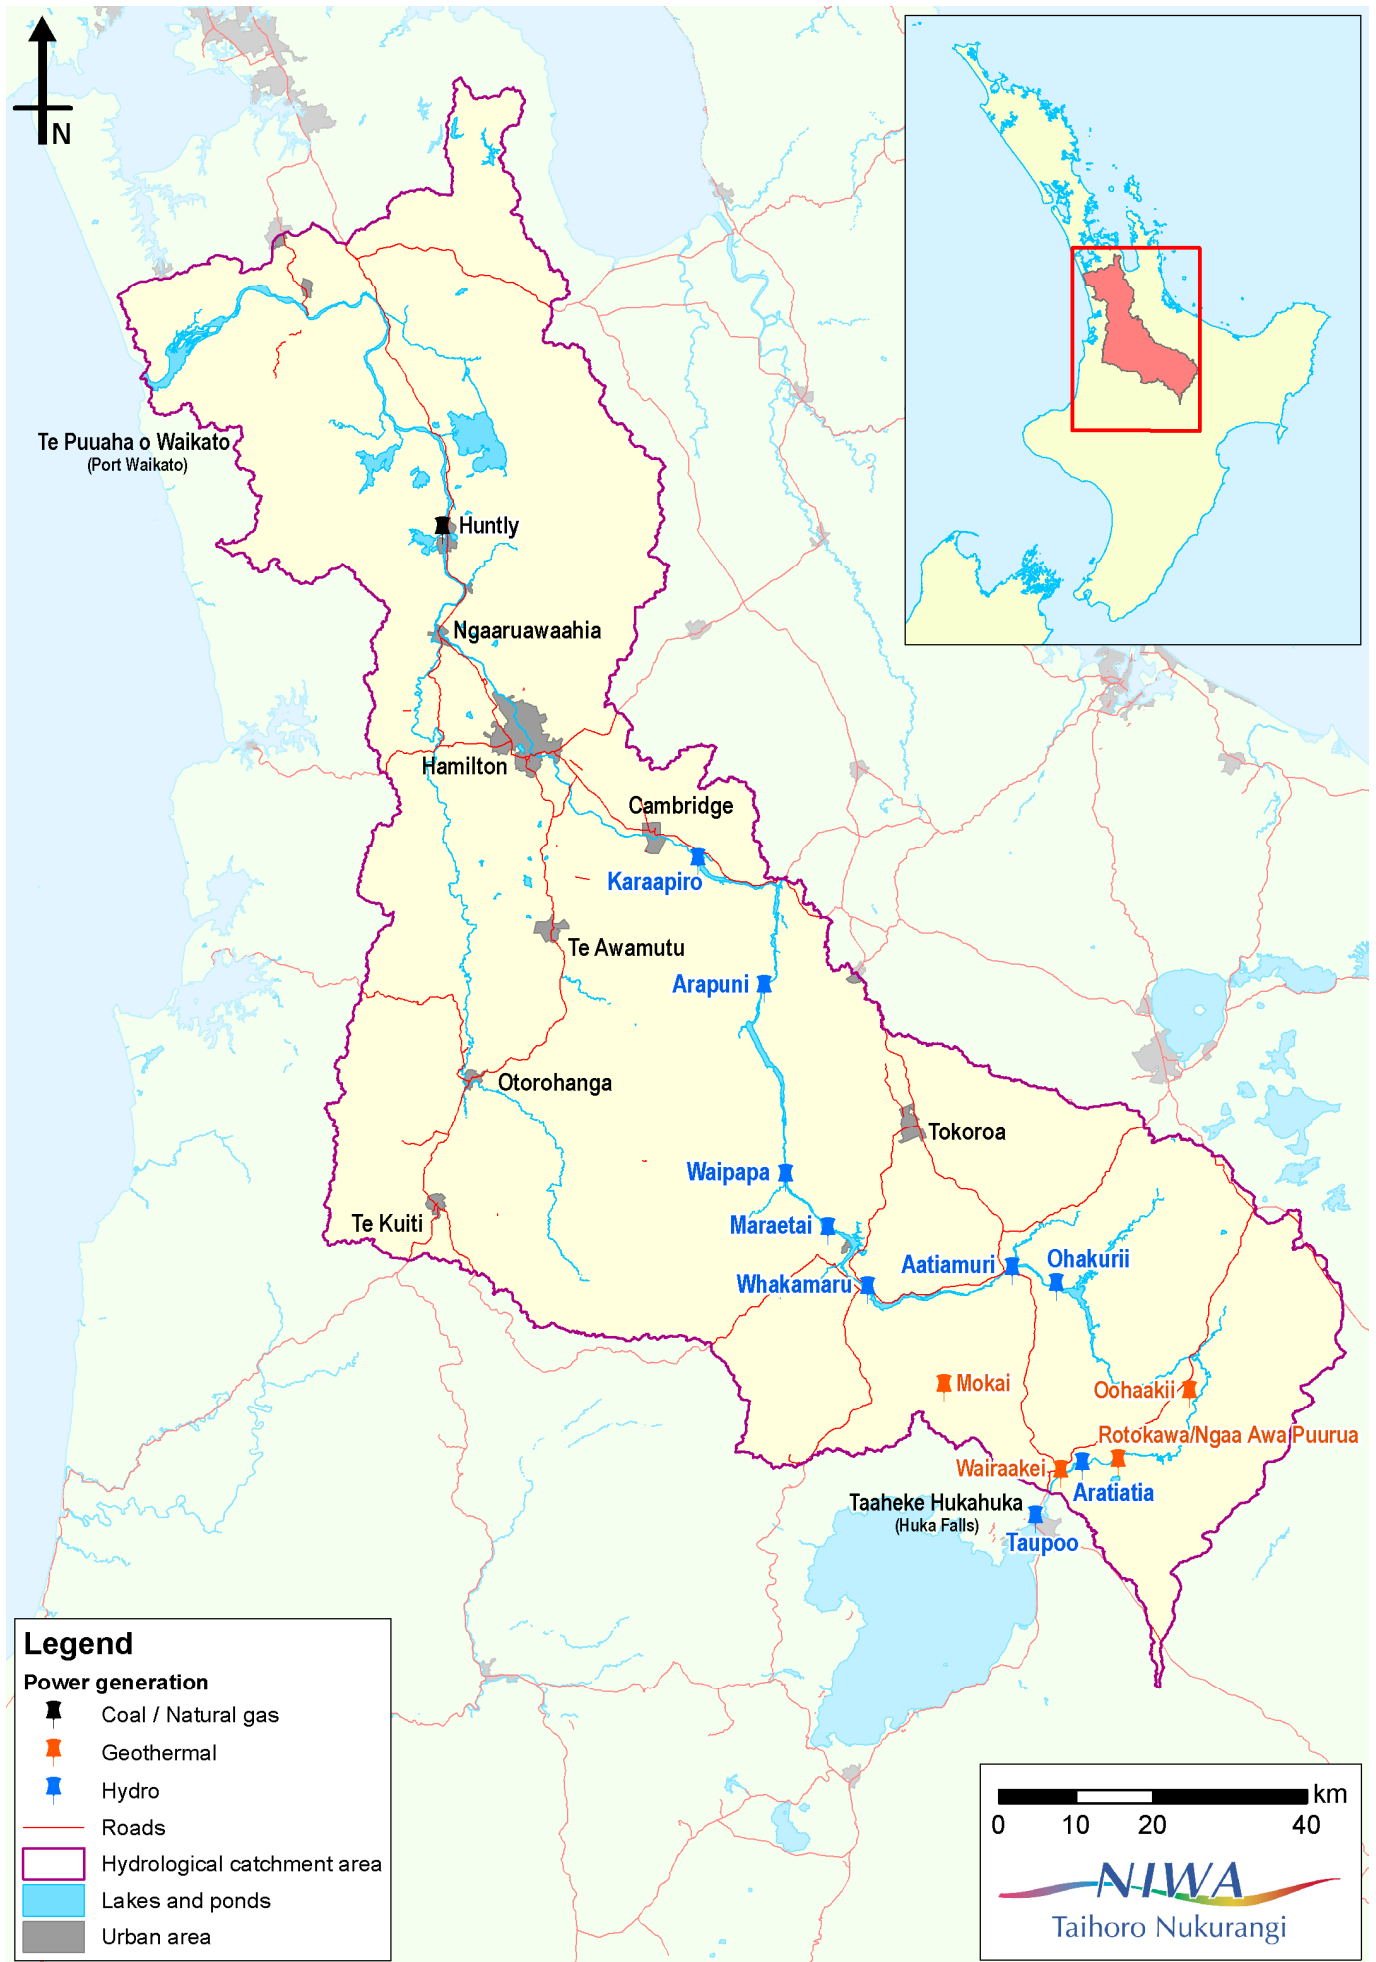 N
Te Puuaha o Waikato
(Port Waikato)
Huntly
Ngaaruawaahia
Hamilton
Cambridge
Karaapiro
Te Awamutu
Arapuni
Otorohanga
Tokoroa
Waipapa
Te Kuiti
Maraetai
Aatiamuri
Ohakurii
Whakamaru
Mokai
Oohaakii
Rotokawa/Ngaa Awa Puurua
Wairaakei
Aratiatia
Taaheke Hukahuka
(Huka Falls)
Taupoo
Legend
Power generation
Coal / Natural gas
Geothermal
Hydro
Roads
Hydrological catchment area
Lakes and ponds
Urban area
km
0 10 20 40
NIWA
Taihoro Nukurangi